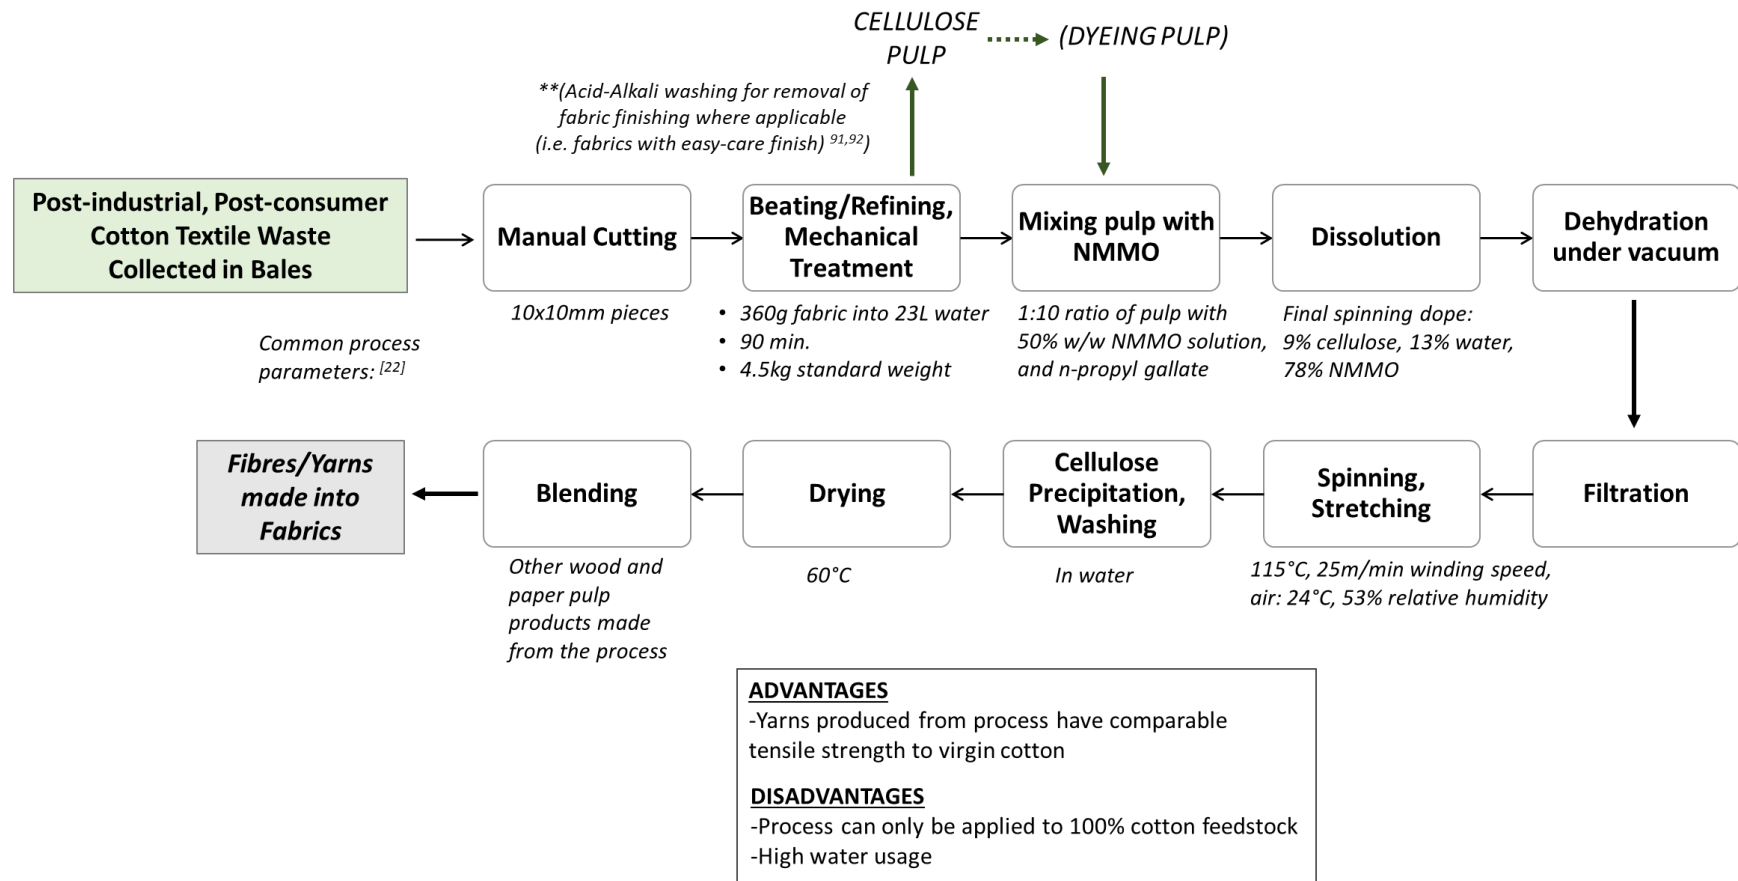 CELLULOSE
PULP
(DYEING PULP)
**(Acid-Alkali washing for removal of
fabric finishing where applicable
(i.e. fabrics with easy-care finish) 91,92)
Post-industrial, Post-consumer
Cotton Textile Waste
Collected in Bales
Manual Cutting
Beating/Refining,
Mechanical
Treatment
Mixing pulp with
NMMO
Dissolution
Dehydration
under vacuum
Common process
parameters: [22]
10x10mm pieces
• 360g fabric into 23L water
• 90 min.
• 4.5kg standard weight
1:10 ratio of pulp with
50% w/w NMMO solution,
and n-propyl gallate
Final spinning dope:
9% cellulose, 13% water,
78% NMMO
Fibres/Yarns
made into
Fabrics
Blending
Drying
Cellulose
Precipitation,
Washing
Spinning,
Stretching
Filtration
Other wood and
paper pulp
products made
from the process
60°C
In water
115°C, 25m/min winding speed,
air: 24°C, 53% relative humidity
ADVANTAGES
-Yarns produced from process have comparable
tensile strength to virgin cotton
DISADVANTAGES
-Process can only be applied to 100% cotton feedstock
-High water usage